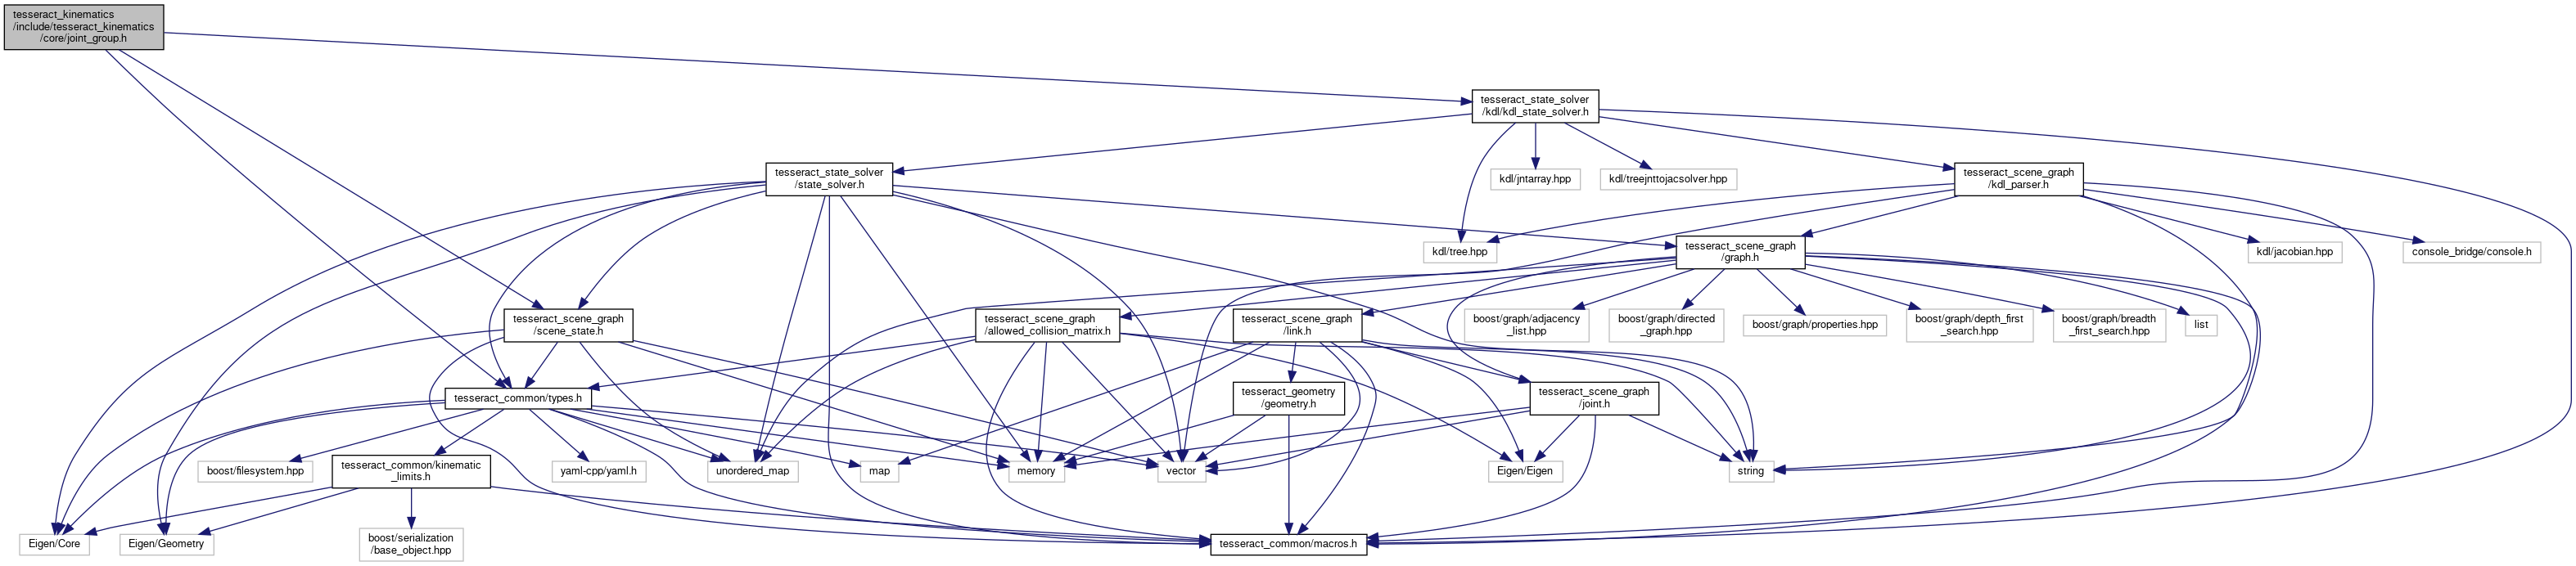 tesseract_kinematics
/include/tesseract_kinematics
/core/joint_group.h
tesseract_state_solver
/kdl/kdl_state_solver.h
tesseract_state_solver
/state_solver.h
kdl/jntarray.hpp
kdl/treejnttojacsolver.hpp
tesseract_scene_graph
/kdl_parser.h
kdl/tree.hpp
tesseract_scene_graph
/graph.h
kdl/jacobian.hpp
console_bridge/console.h
tesseract_scene_graph
/scene_state.h
tesseract_scene_graph
/allowed_collision_matrix.h
tesseract_scene_graph
/link.h
boost/graph/adjacency
_list.hpp
boost/graph/directed
_graph.hpp
boost/graph/properties.hpp
boost/graph/depth_first
_search.hpp
boost/graph/breadth
_first_search.hpp
list
tesseract_common/types.h
tesseract_geometry
/geometry.h
tesseract_scene_graph
/joint.h
boost/filesystem.hpp
tesseract_common/kinematic
_limits.h
yaml-cpp/yaml.h
unordered_map
map
memory
vector
Eigen/Eigen
string
Eigen/Core
Eigen/Geometry
boost/serialization
/base_object.hpp
tesseract_common/macros.h